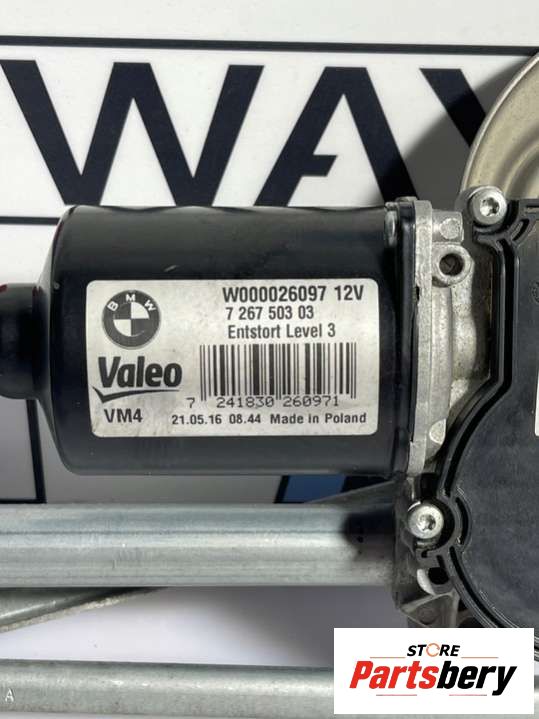 WAY
BMW
W000026097 12V
7 267 503 03
Entstort Level 3
Valeo
7 241830 260971
VM4
21.05.16 08.44 Made in Poland
STORE
Partsbery
A